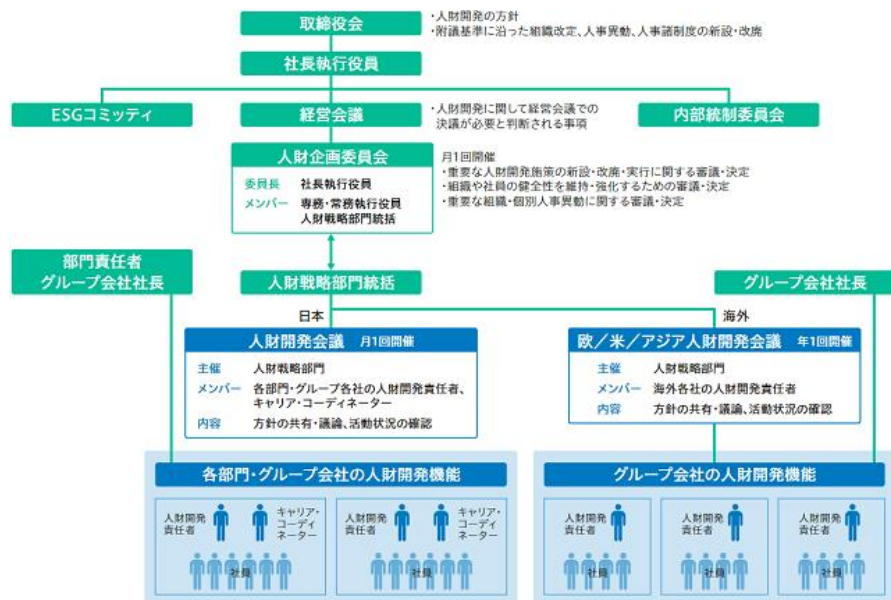 取締役会
・人財開発の方針
・附議基準に沿った組織改定、人事異動、人事諸制度の新設・改廃
社長執行役員
ESGコミッティ
経営会議
・人財開発に関して経営会議での
決議が必要と判断される事項
内部統制委員会
人財企画委員会
委員長 社長執行役員
メンバー 専務・常務執行役員
人財戦略部門統括
月1回開催
・重要な人財開発施策の新設・改廃・実行に関する審議・決定
・組織や社員の健全性を維持・強化するための審議・決定
・重要な組織・個別人事異動に関する審議・決定
部門責任者
グループ会社社長
人財戦略部門統括
グループ会社社長
日本
海外
人財開発会議 月1回開催
主催 人財戦略部門
メンバー 各部門・グループ各社の人財開発責任者、
キャリア・コーディネーター
内容 方針の共有・議論、活動状況の確認
欧／米／アジア人財開発会議 年1回開催
主催 人財戦略部門
メンバー 海外各社の人財開発責任者
内容 方針の共有・議論、活動状況の確認
各部門・グループ会社の人財開発機能
人財開発
責任者
キャリア・
コーディ
ネーター
社員
人財開発
責任者
キャリア・
コーディ
ネーター
社員
グループ会社の人財開発機能
人財開発
責任者
社員
人財開発
責任者
社員
人財開発
責任者
社員